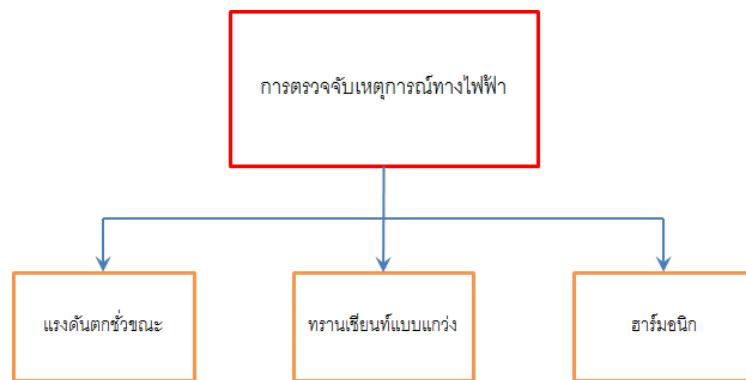 การตรวจจับเหตุการณ์ทางไฟฟ้า
แรงดันตกชั่วขณะ
ทรานเซียนท์แบบแกว่ง
ฮาร์มอนิก